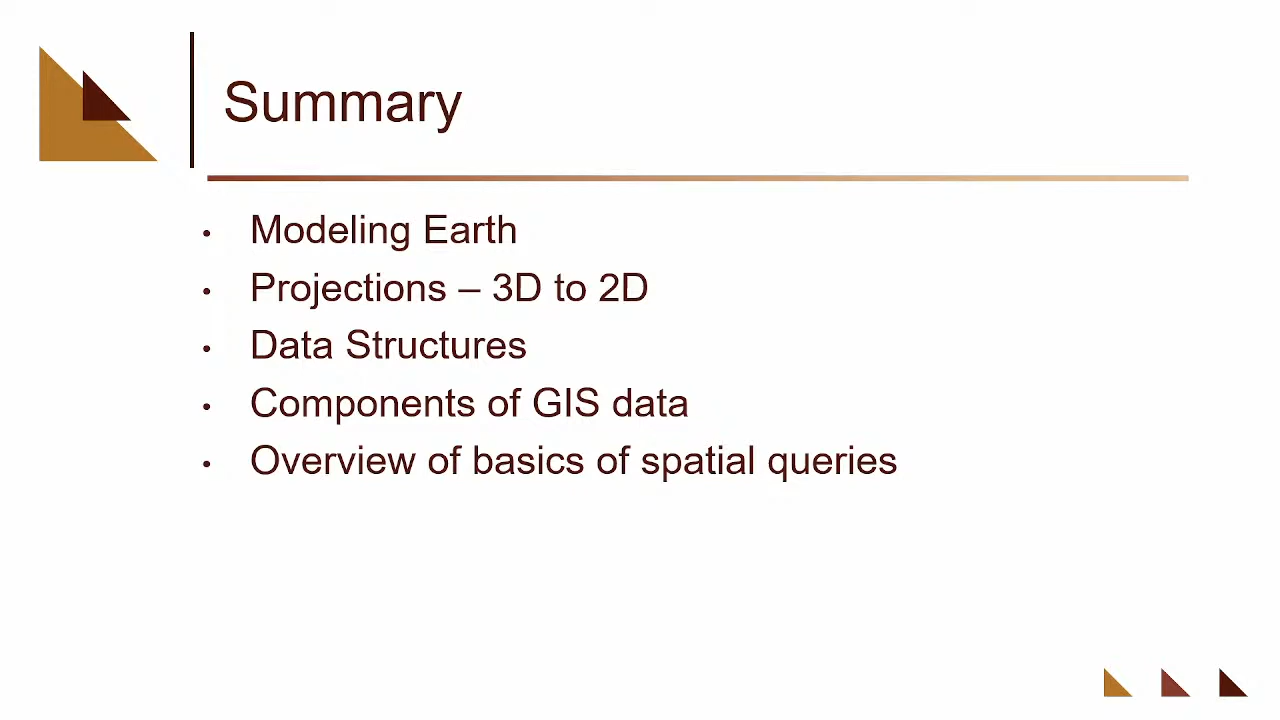 Summary
• Modeling Earth
• Projections – 3D to 2D
• Data Structures
• Components of GIS data
• Overview of basics of spatial queries